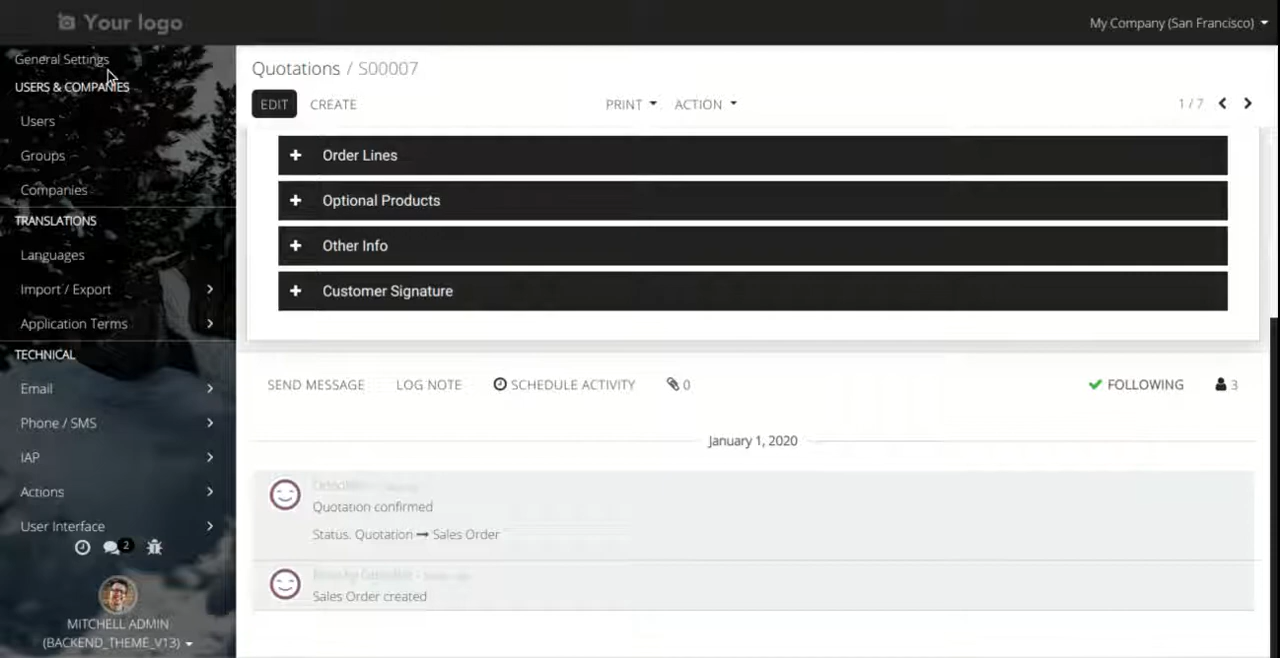 Your logo
My Company (San Francisco)
General Settings
USERS & COMPANIES
Users
Groups
Companies
TRANSLATIONS
Languages
Import / Export
Application Terms
TECHNICAL
Email
Phone / SMS
IAP
Actions
User Interface
2
MITCHELL ADMIN
(BACKEND_THEME_V13)
Quotations / S00007
EDIT CREATE PRINT ACTION 1 / 7
Order Lines
Optional Products
Other Info
Customer Signature
SEND MESSAGE LOG NOTE SCHEDULE ACTIVITY 0 FOLLOWING 3
January 1, 2020
Quotation confirmed
Status. Quotation → Sales Order
Sales Order created